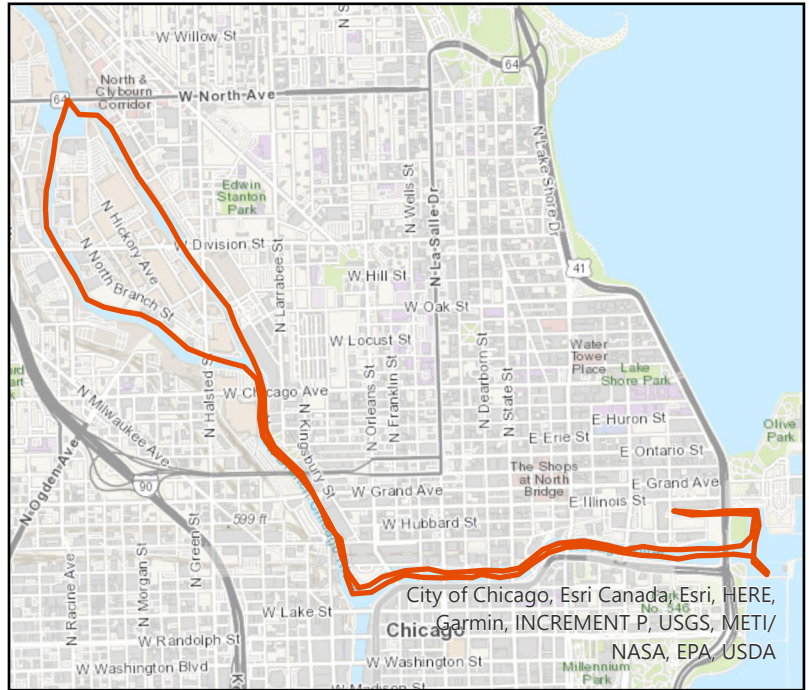 W Willow St
North &
Clybourn
Corridor
64
W North Ave
64
N Lake Shore Dr
Edwin
Stanton
Park
N Wells St
N La Salle Dr
N Hickory Ave
W Division St
N North Branch St
N Larrabee St
W Hill St
41
W Oak St
W Locust St
Water
Tower
Place
Lake
Shore Park
N Halsted St
W Chicago Ave
N Orleans St
N Franklin St
N Dearborn St
N State St
N Milwaukee Ave
N Kingsbury St
E Huron St
Olive
Park
E Erie St
E Ontario St
N Ogden Ave
90
The Shops
at North
Bridge
E Grand Ave
W Grand Ave
E Illinois St
599 ft
W Hubbard St
N Racine Ave
N Morgan St
N Green St
W Lake St
No. 546
City of Chicago, Esri Canada, Esri, HERE,
Garmin, INCREMENT P, USGS, METI/
NASA, EPA, USDA
Chicago
W Randolph St
W Washington Blvd
W Washington St
Millennium
Park
W Madison St